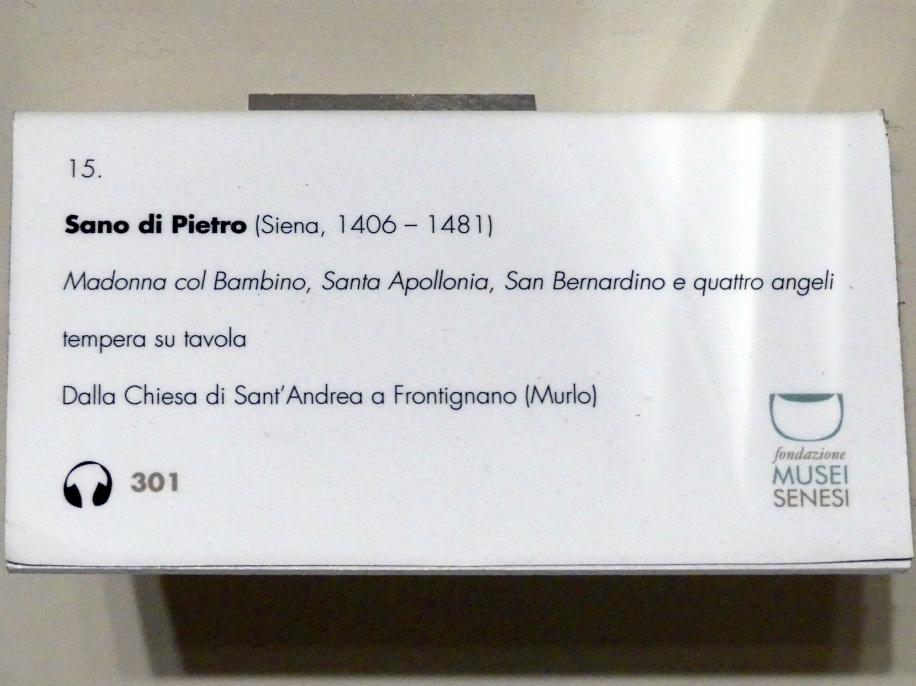 15.
Sano di Pietro (Siena, 1406 – 1481)
Madonna col Bambino, Santa Apollonia, San Bernardino e quattro angeli
tempera su tavola
Dalla Chiesa di Sant'Andrea a Frontignano (Murlo)
301
fondazione
MUSEI
SENESI